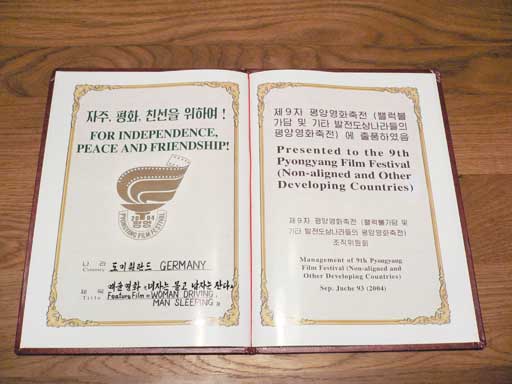 자주, 평화, 친선을 위하여 !
FOR INDEPENDENCE,
PEACE AND FRIENDSHIP!
2004
평양
PYONGYANG FILM FESTIVAL
나 라
Country
도이췰란드 GERMANY
제 목
Title
예술영화 《녀자는 몰고 남자는 잔다》
Feature Film 《WOMAN DRIVING,
MAN SLEEPING》
제9차 평양영화축전 (쁠럭불
가담 및 기타 발전도상나라들의
평양영화축전) 에 출품하였음
Presented to the 9th
Pyongyang Film Festival
(Non-aligned and Other
Developing Countries)
제9차 평양영화축전 (쁠럭불가담 및
기타 발전도상나라들의 평양영화축전)
조직위원회
Management of 9th Pyongyang
Film Festival (Non-aligned and
Other Developing Countries)
Sep. Juche 93 (2004)